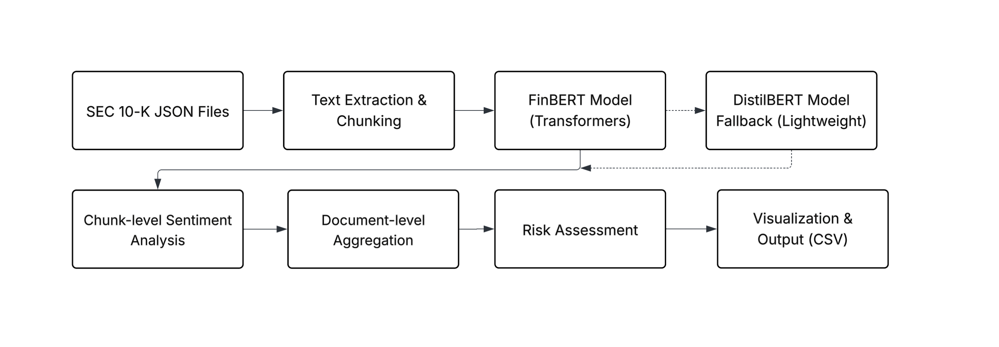 SEC 10-K JSON Files
Text Extraction &
Chunking
FinBERT Model
(Transformers)
DistilBERT Model
Fallback (Lightweight)
Chunk-level Sentiment
Analysis
Document-level
Aggregation
Risk Assessment
Visualization &
Output (CSV)